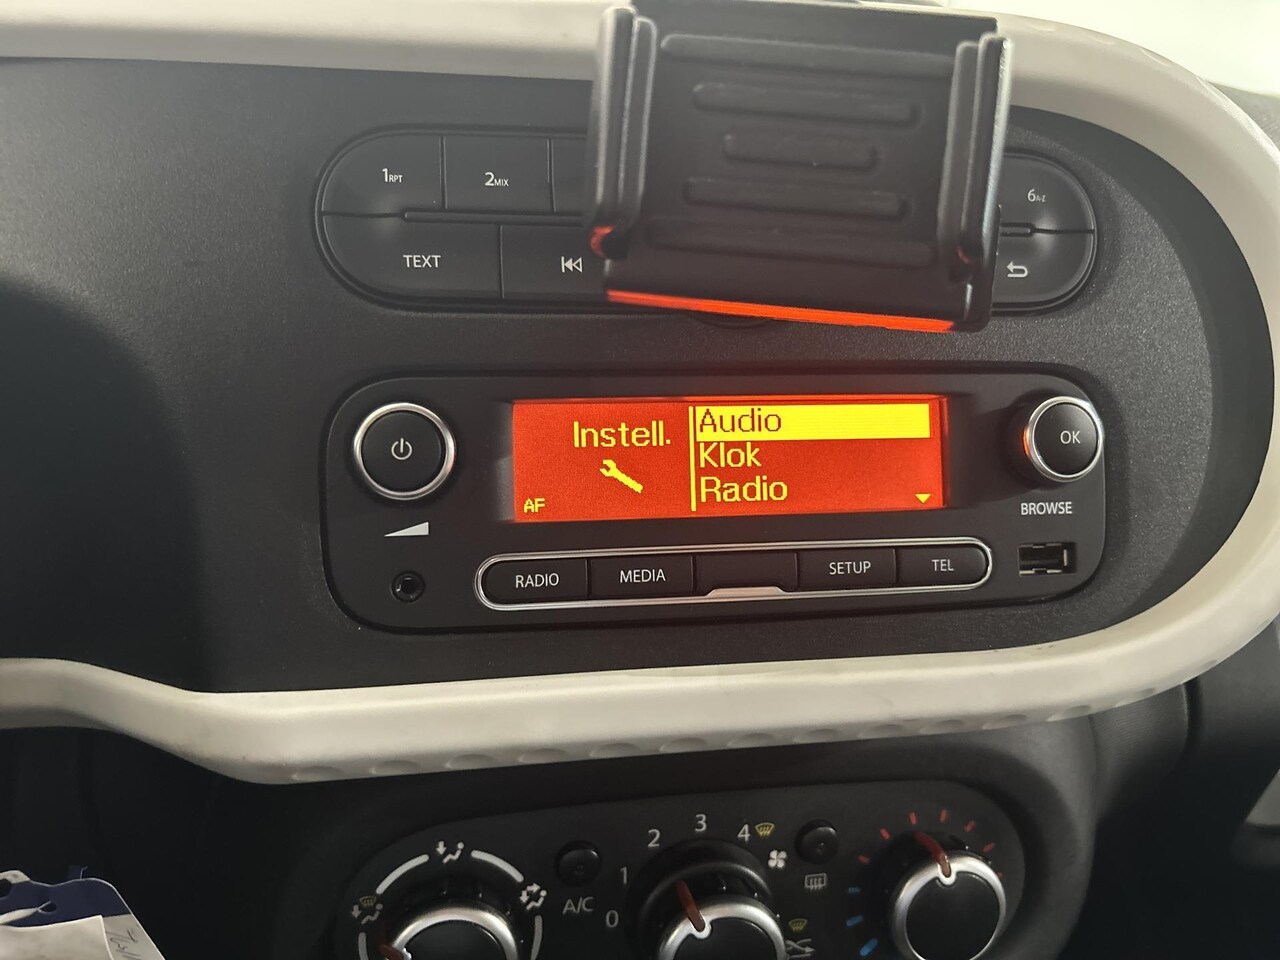 1RPT
2MIX
6A-Z
TEXT
Instell.
Audio
Klok
Radio
AF
OK
BROWSE
RADIO
MEDIA
SETUP
TEL
0
1
2
3
4
A/C